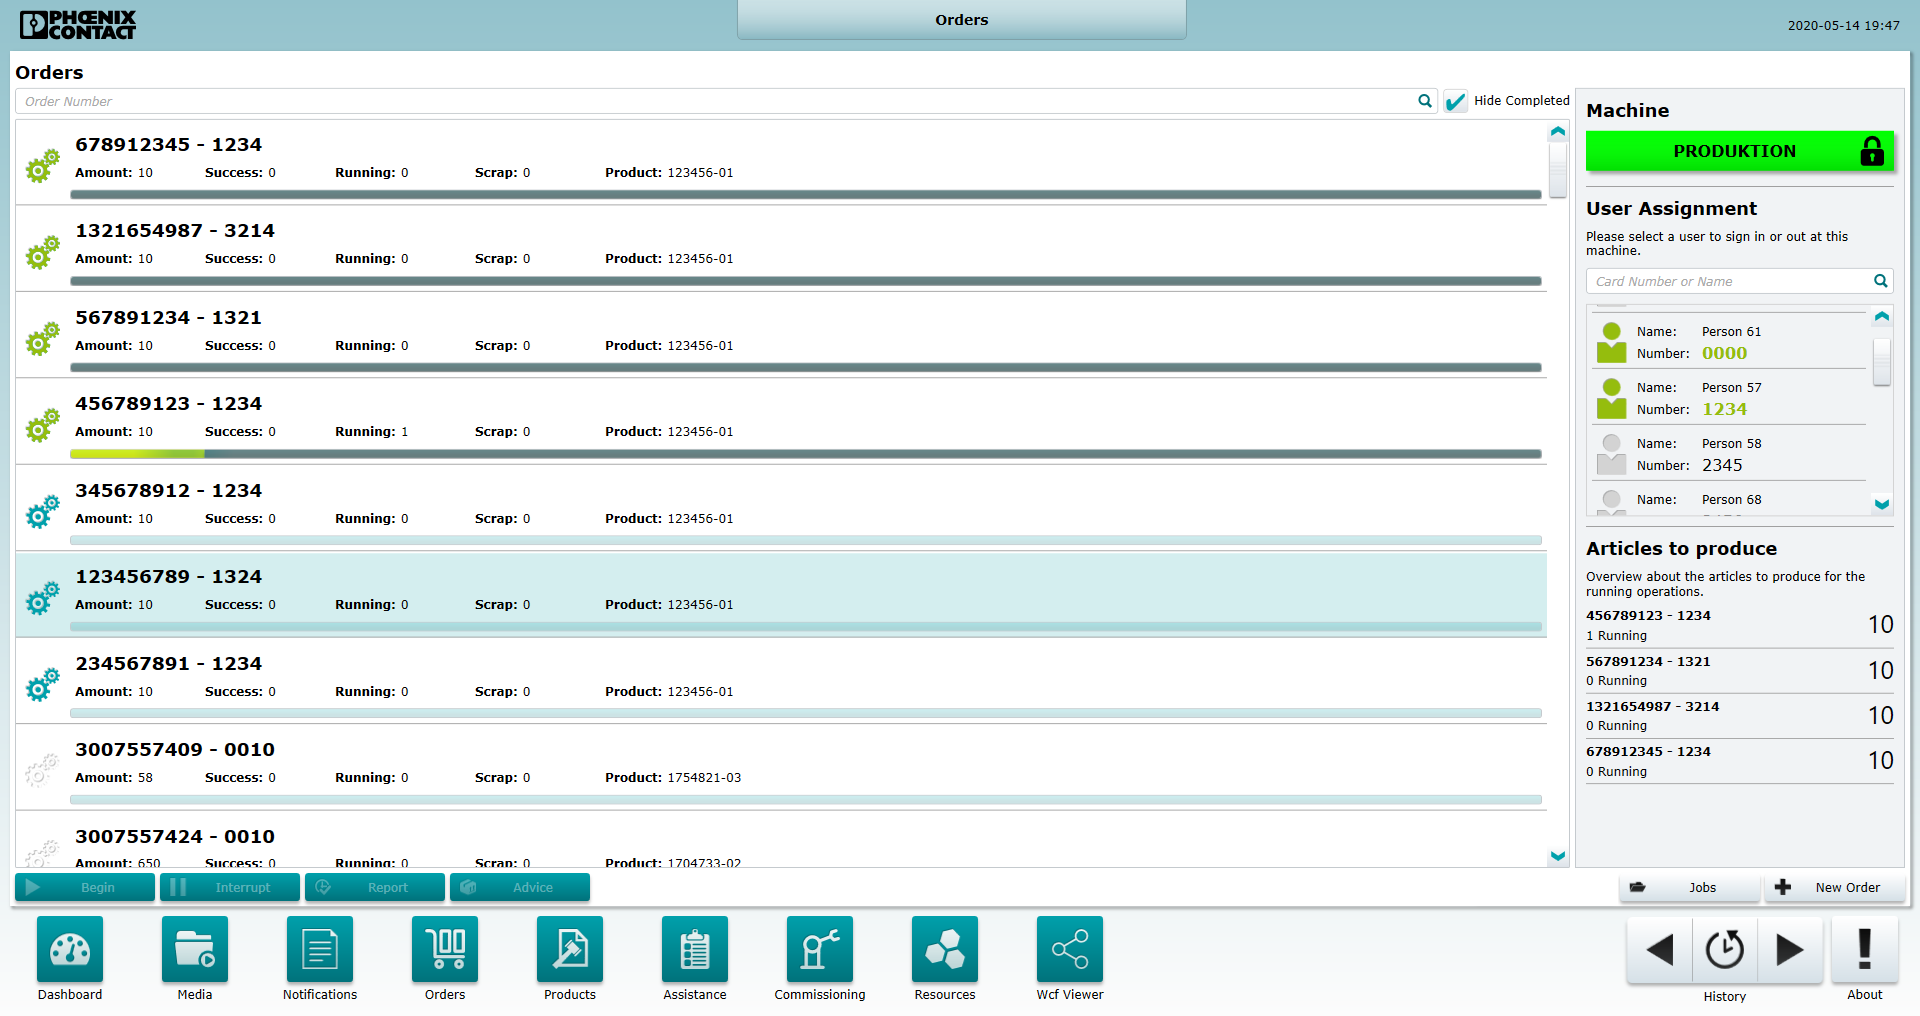 PHŒNIX
CONTACT
Orders
2020-05-14 19:47
Orders
Order Number
Hide Completed
678912345 - 1234
Amount: 10 Success: 0 Running: 0 Scrap: 0 Product: 123456-01
1321654987 - 3214
Amount: 10 Success: 0 Running: 0 Scrap: 0 Product: 123456-01
567891234 - 1321
Amount: 10 Success: 0 Running: 0 Scrap: 0 Product: 123456-01
456789123 - 1234
Amount: 10 Success: 0 Running: 1 Scrap: 0 Product: 123456-01
345678912 - 1234
Amount: 10 Success: 0 Running: 0 Scrap: 0 Product: 123456-01
123456789 - 1324
Amount: 10 Success: 0 Running: 0 Scrap: 0 Product: 123456-01
234567891 - 1234
Amount: 10 Success: 0 Running: 0 Scrap: 0 Product: 123456-01
3007557409 - 0010
Amount: 58 Success: 0 Running: 0 Scrap: 0 Product: 1754821-03
3007557424 - 0010
Amount: 650 Success: 0 Running: 0 Scrap: 0 Product: 1704733-02
Begin Interrupt Report Advice
Machine
PRODUKTION
User Assignment
Please select a user to sign in or out at this
machine.
Card Number or Name
Name: Person 61
Number: 0000
Name: Person 57
Number: 1234
Name: Person 58
Number: 2345
Name: Person 68
Articles to produce
Overview about the articles to produce for the
running operations.
456789123 - 1234
1 Running
10
567891234 - 1321
0 Running
10
1321654987 - 3214
0 Running
10
678912345 - 1234
0 Running
10
Jobs New Order
Dashboard Media Notifications Orders Products Assistance Commissioning Resources Wcf Viewer History About